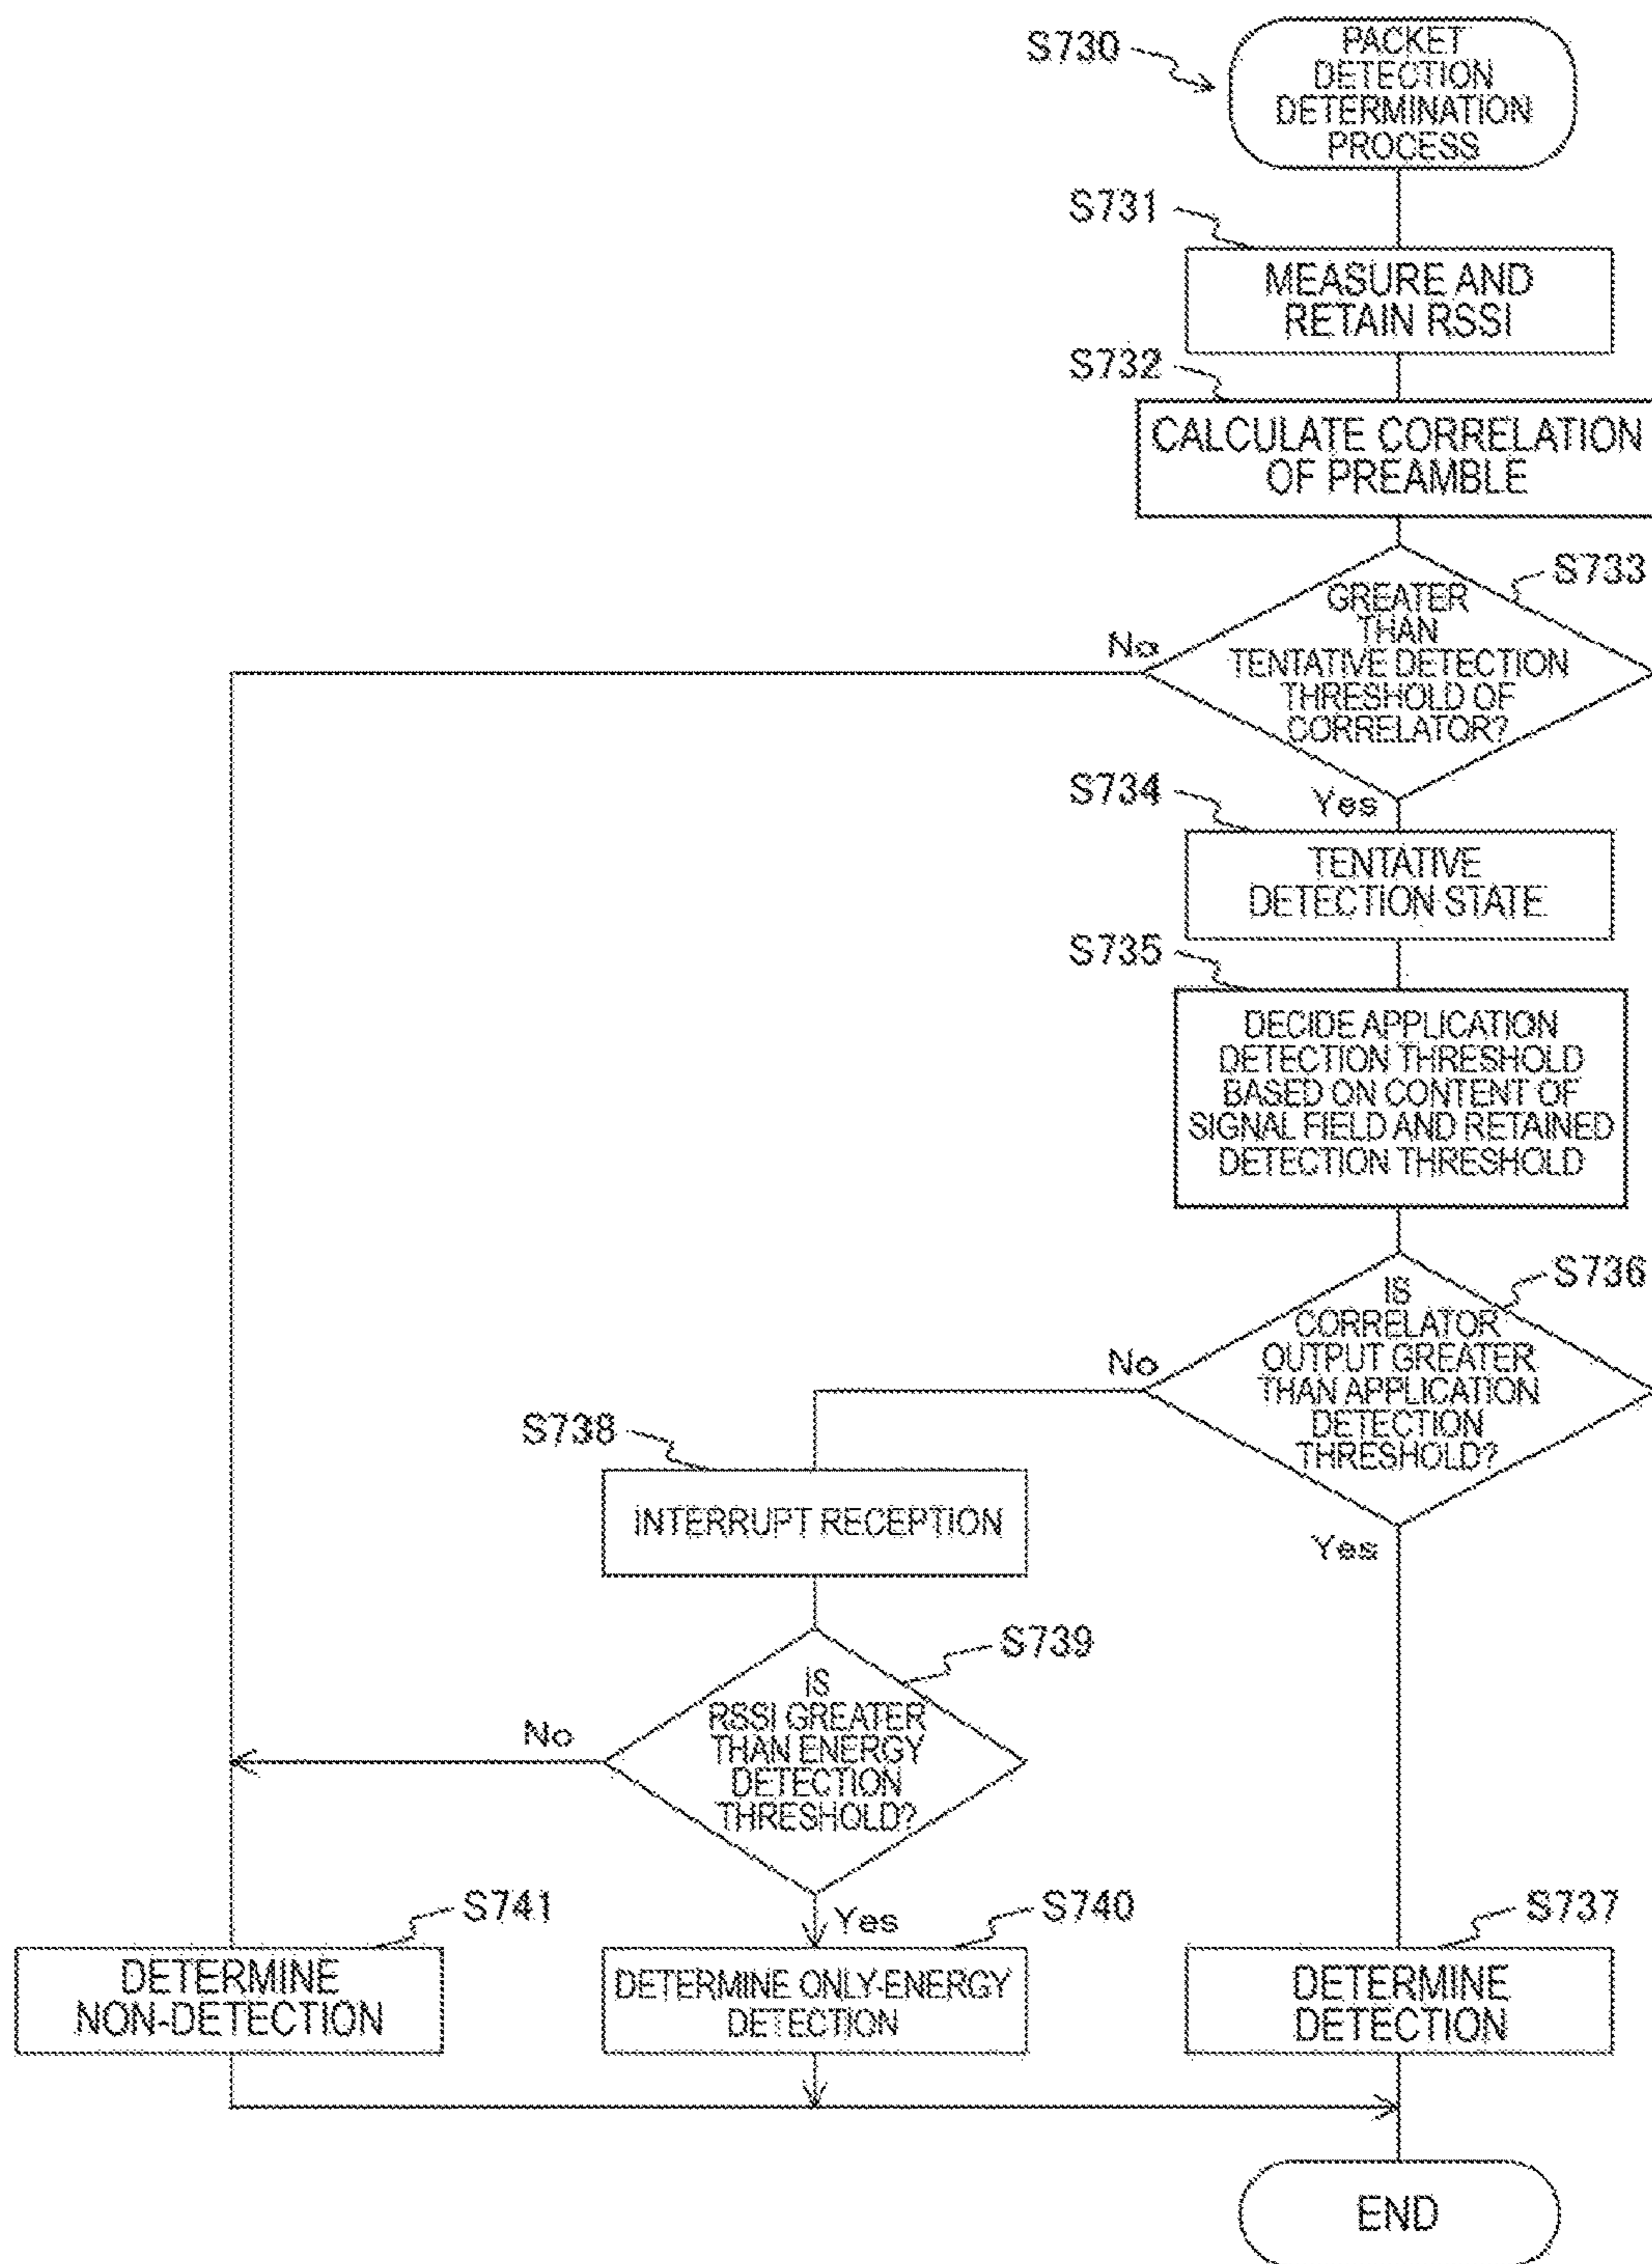 S730
PACKET
DETECTION
DETERMINATION
PROCESS
S731
MEASURE AND
RETAIN RSSI
S732
CALCULATE CORRELATION
OF PREAMBLE
S733
GREATER
THAN
TENTATIVE DETECTION
THRESHOLD OF
CORRELATOR?
No
Yes
S734
TENTATIVE
DETECTION STATE
S735
DECIDE APPLICATION
DETECTION THRESHOLD
BASED ON CONTENT OF
SIGNAL FIELD AND RETAINED
DETECTION THRESHOLD
S736
IS
CORRELATOR
OUTPUT GREATER
THAN APPLICATION
DETECTION
THRESHOLD?
No
Yes
S738
INTERRUPT RECEPTION
S739
IS
RSSI GREATER
THAN ENERGY
DETECTION
THRESHOLD?
No
Yes
S741
DETERMINE
NON-DETECTION
S740
DETERMINE ONLY-ENERGY
DETECTION
S737
DETERMINE
DETECTION
END